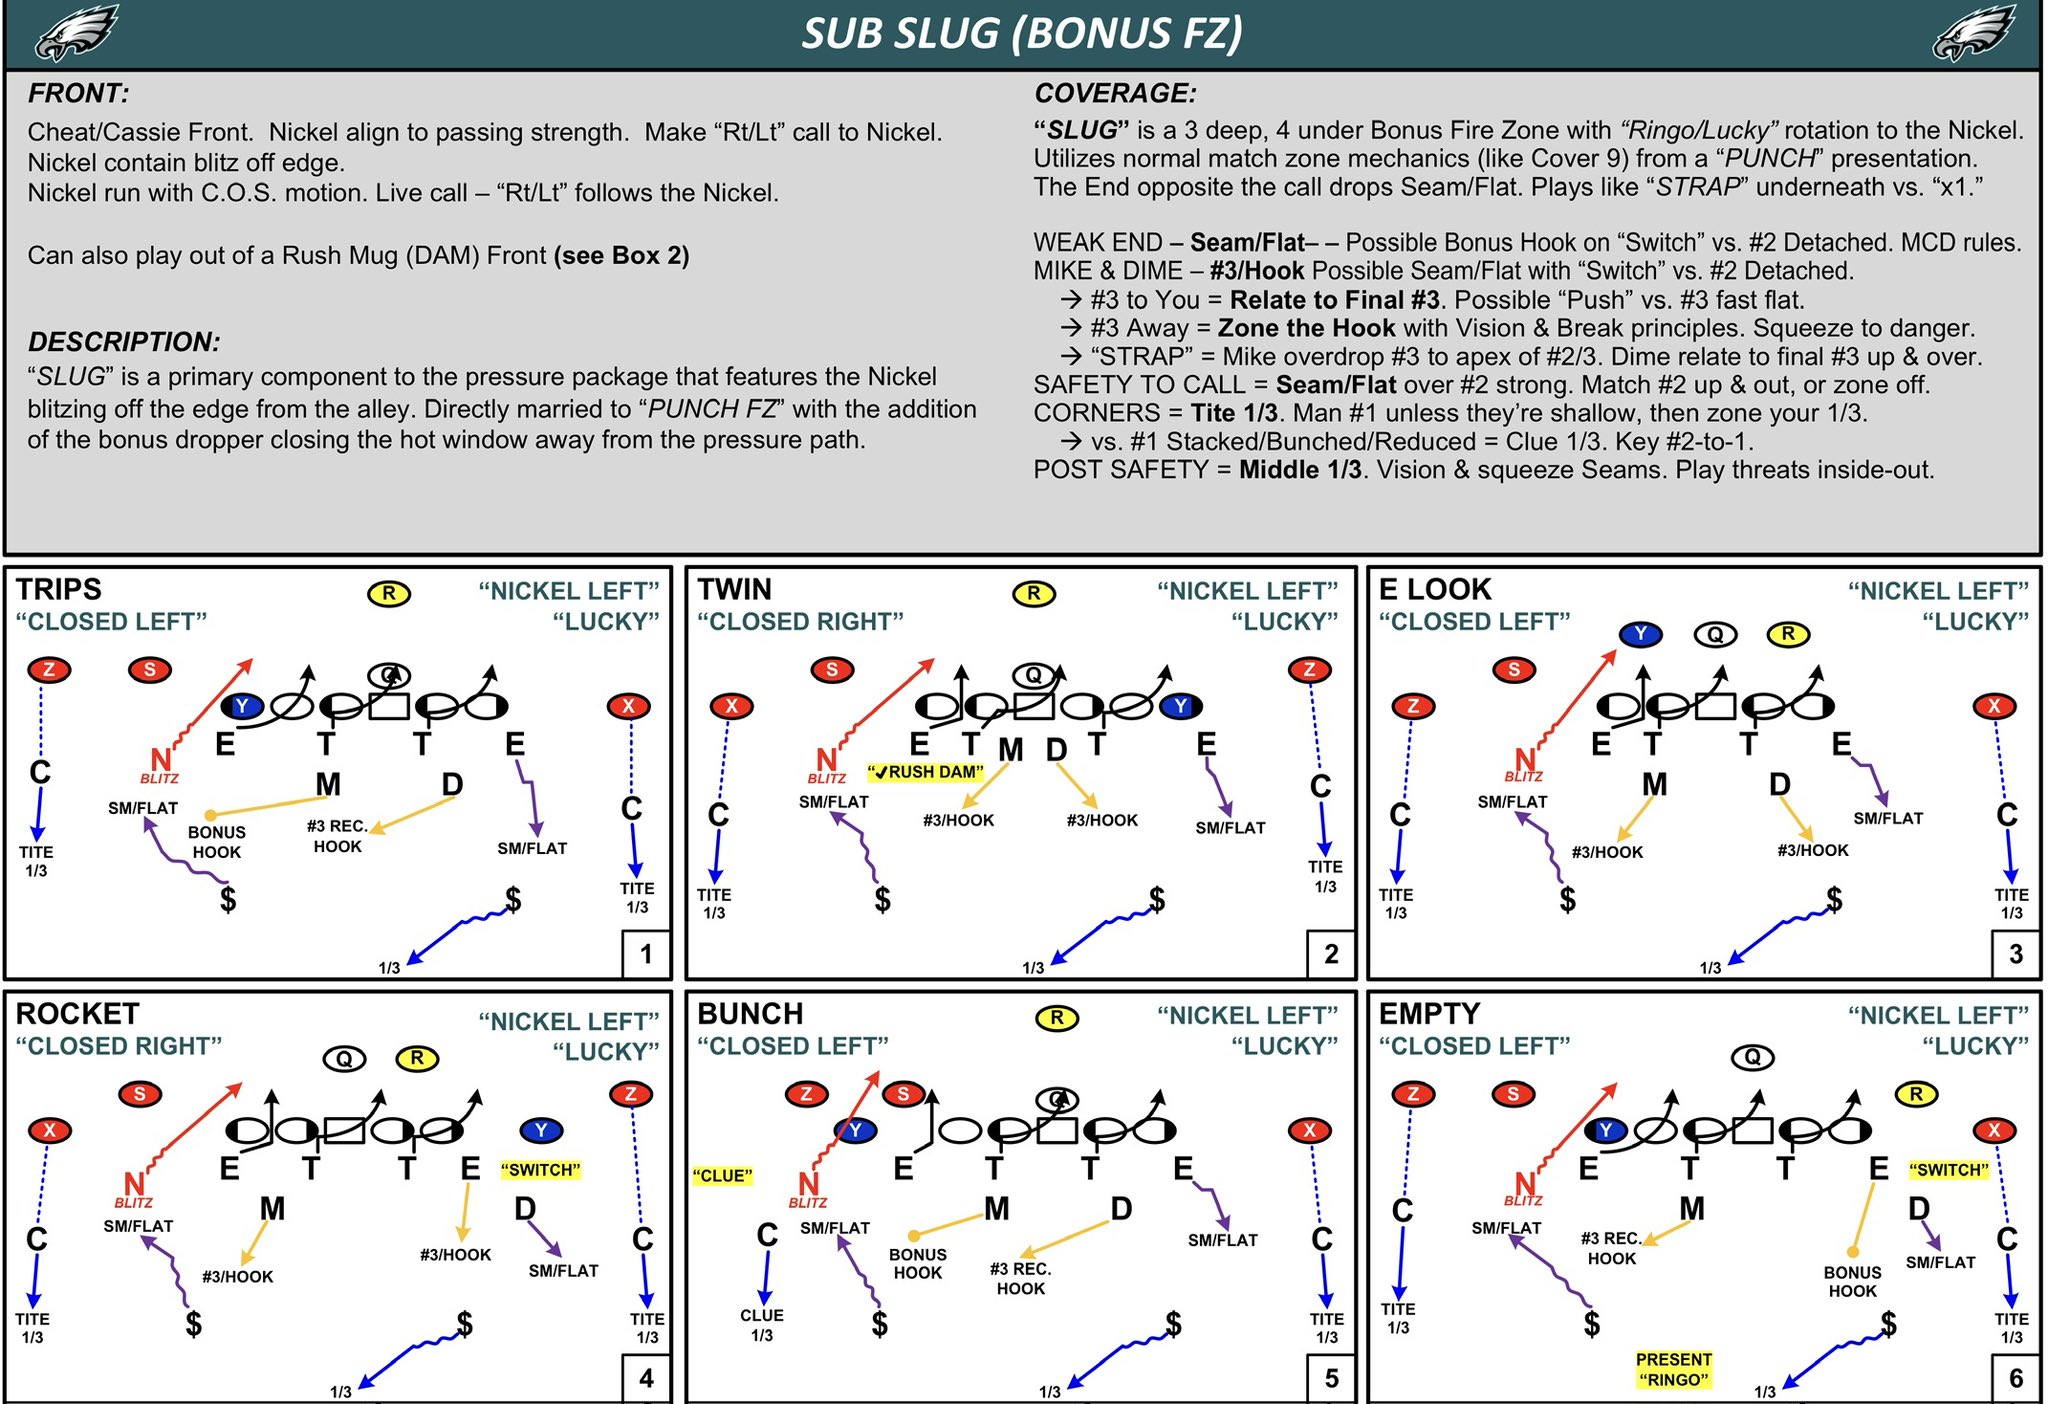 SUB SLUG (BONUS FZ)
FRONT:
Cheat/Cassie Front. Nickel align to passing strength. Make “Rt/Lt” call to Nickel.
Nickel contain blitz off edge.
Nickel run with C.O.S. motion. Live call – “Rt/Lt” follows the Nickel.
Can also play out of a Rush Mug (DAM) Front (see Box 2)
DESCRIPTION:
“SLUG” is a primary component to the pressure package that features the Nickel
blitzing off the edge from the alley. Directly married to “PUNCH FZ” with the addition
of the bonus dropper closing the hot window away from the pressure path.
COVERAGE:
“SLUG” is a 3 deep, 4 under Bonus Fire Zone with “Ringo/Lucky” rotation to the Nickel.
Utilizes normal match zone mechanics (like Cover 9) from a “PUNCH” presentation.
The End opposite the call drops Seam/Flat. Plays like “STRAP” underneath vs. “x1.”
WEAK END – Seam/Flat– – Possible Bonus Hook on “Switch” vs. #2 Detached. MCD rules.
MIKE & DIME – #3/Hook Possible Seam/Flat with “Switch” vs. #2 Detached.
→ #3 to You = Relate to Final #3. Possible “Push” vs. #3 fast flat.
→ #3 Away = Zone the Hook with Vision & Break principles. Squeeze to danger.
→ “STRAP” = Mike overdrop #3 to apex of #2/3. Dime relate to final #3 up & over.
SAFETY TO CALL = Seam/Flat over #2 strong. Match #2 up & out, or zone off.
CORNERS = Tite 1/3. Man #1 unless they’re shallow, then zone your 1/3.
→ vs. #1 Stacked/Bunched/Reduced = Clue 1/3. Key #2-to-1.
POST SAFETY = Middle 1/3. Vision & squeeze Seams. Play threats inside-out.
TRIPS
R
“NICKEL LEFT”
“CLOSED LEFT”
“LUCKY”
Z
S
Q
Y
X
E
T
T
E
N
BLITZ
C
M
D
C
SM/FLAT
BONUS
HOOK
#3 REC.
HOOK
SM/FLAT
TITE
1/3
TITE
1/3
$
$
1/3
1
TWIN
R
“NICKEL LEFT”
“CLOSED RIGHT”
“LUCKY”
S
Q
Z
X
Y
E
T
M
D
T
E
N
BLITZ
“✓RUSH DAM”
C
C
SM/FLAT
#3/HOOK
#3/HOOK
SM/FLAT
TITE
1/3
TITE
1/3
$
$
1/3
2
E LOOK
“NICKEL LEFT”
“CLOSED LEFT”
“LUCKY”
Y
Q
R
S
Z
X
E
T
T
E
N
BLITZ
M
D
C
C
SM/FLAT
SM/FLAT
#3/HOOK
#3/HOOK
TITE
1/3
TITE
1/3
$
$
1/3
3
ROCKET
“NICKEL LEFT”
“CLOSED RIGHT”
“LUCKY”
Q
R
S
Z
X
Y
E
T
T
E
“SWITCH”
N
BLITZ
M
D
C
C
SM/FLAT
#3/HOOK
#3/HOOK
SM/FLAT
TITE
1/3
TITE
1/3
$
$
1/3
4
BUNCH
R
“NICKEL LEFT”
“CLOSED LEFT”
“LUCKY”
Z
S
Q
Y
X
“CLUE”
E
T
T
E
N
BLITZ
M
D
C
C
SM/FLAT
BONUS
HOOK
#3 REC.
HOOK
SM/FLAT
CLUE
1/3
TITE
1/3
$
$
1/3
5
EMPTY
“NICKEL LEFT”
“CLOSED LEFT”
“LUCKY”
Q
Z
S
R
Y
X
E
T
T
E
“SWITCH”
N
BLITZ
M
D
C
C
SM/FLAT
#3 REC.
HOOK
BONUS
HOOK
SM/FLAT
TITE
1/3
TITE
1/3
$
$
PRESENT
“RINGO”
1/3
6